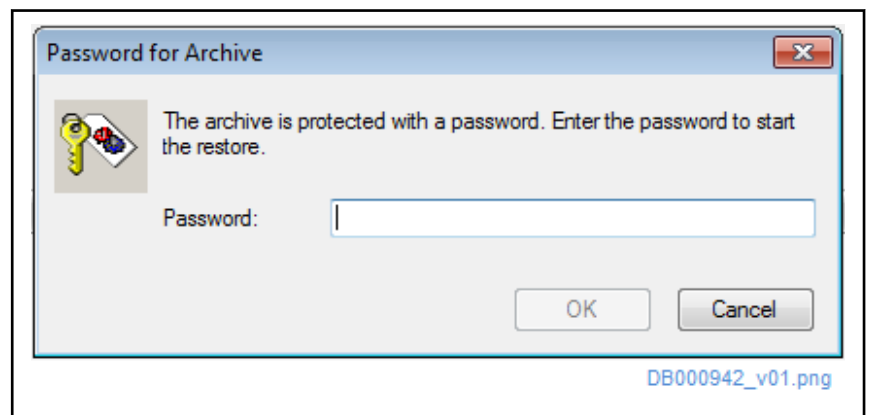 Password for Archive
The archive is protected with a password. Enter the password to start
the restore.
Password:
OK
Cancel
DB000942_v01.png